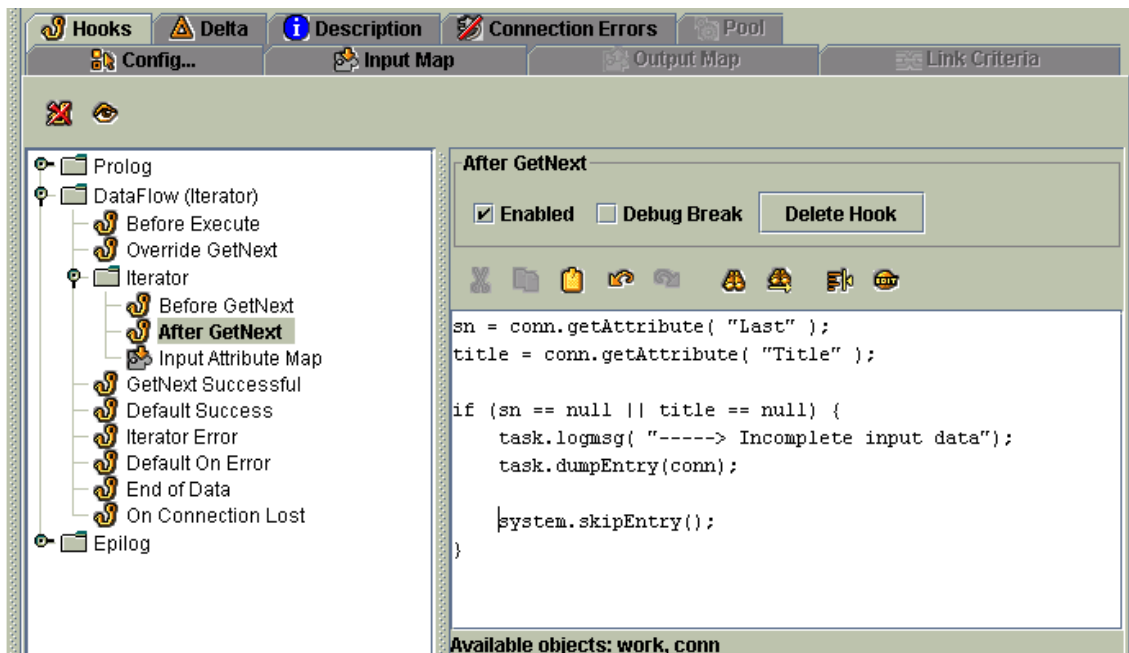 Hooks Delta Description Connection Errors Pool
Config... Input Map Output Map Link Criteria
Prolog
DataFlow (Iterator)
Before Execute
Override GetNext
Iterator
Before GetNext
After GetNext
Input Attribute Map
GetNext Successful
Default Success
Iterator Error
Default On Error
End of Data
On Connection Lost
Epilog
After GetNext
Enabled Debug Break Delete Hook
sn = conn.getAttribute( "Last" );
title = conn.getAttribute( "Title" );
if (sn == null || title == null) {
task.logmsg( "-----> Incomplete input data");
task.dumpEntry(conn);
system.skipEntry();
}
Available objects: work, conn